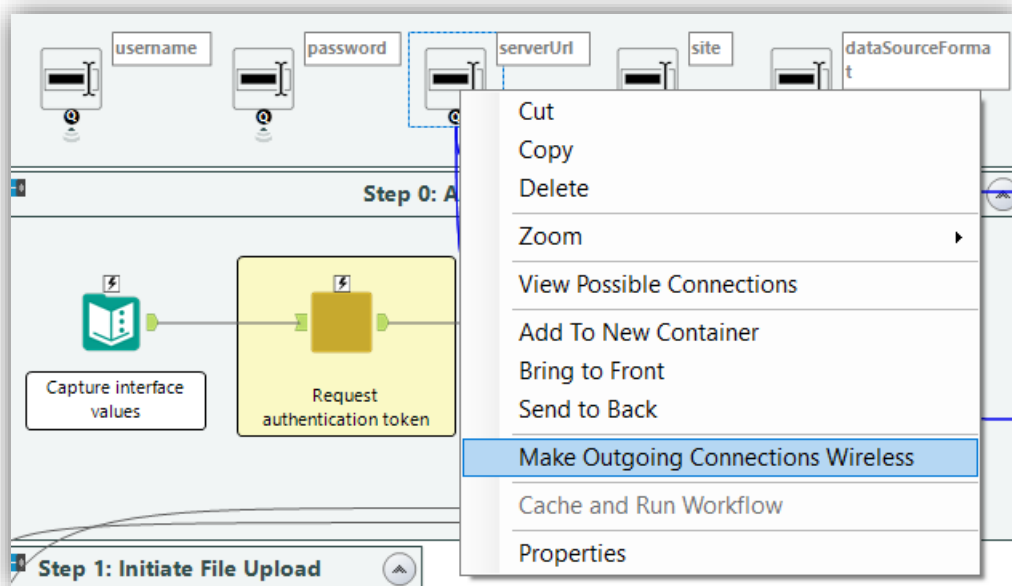 username
password
serverUrl
site
dataSourceForma
t
Q
Q
Q
Cut
Copy
Delete
Step 0: A
Zoom
View Possible Connections
Add To New Container
Bring to Front
Send to Back
Capture interface
values
Request
authentication token
Make Outgoing Connections Wireless
Cache and Run Workflow
Properties
Step 1: Initiate File Upload